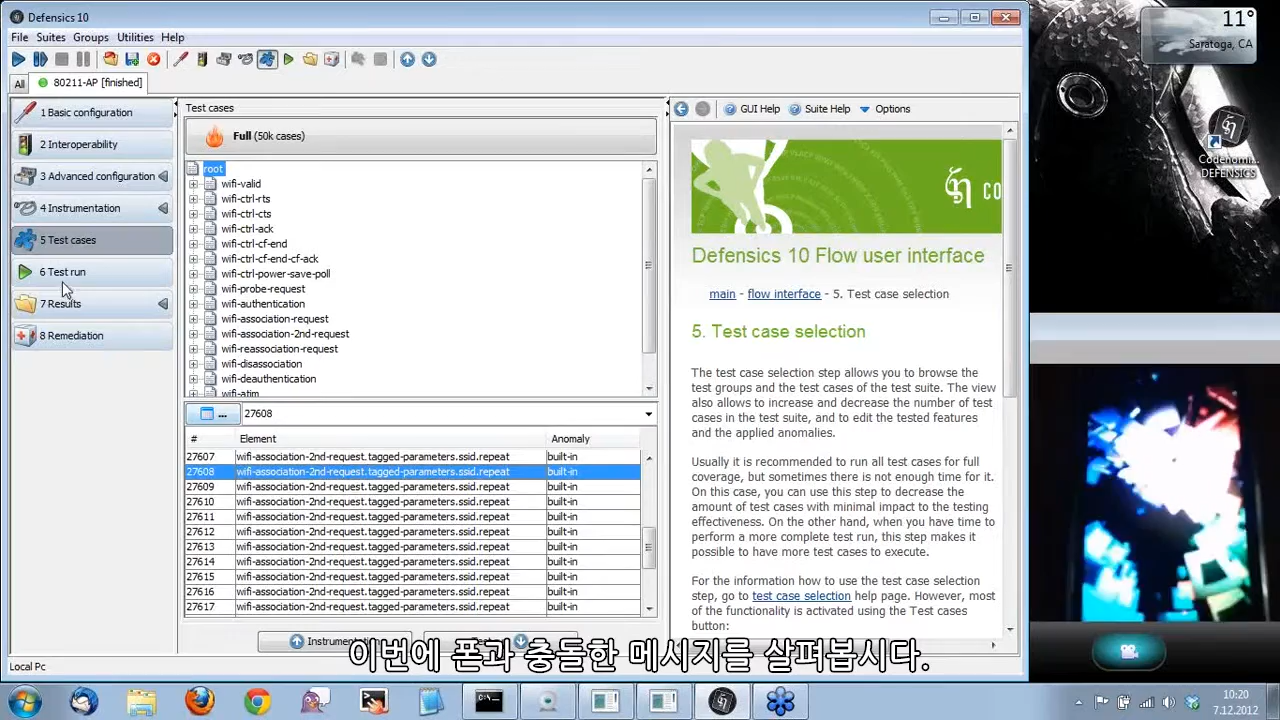 Defensics 10
File Suites Groups Utilities Help
All
80211-AP [finished]
1 Basic configuration
2 Interoperability
3 Advanced configuration
4 Instrumentation
5 Test cases
6 Test run
7 Results
8 Remediation
Test cases
Full (50k cases)
root
wifi-valid
wifi-ctrl-rts
wifi-ctrl-cts
wifi-ctrl-ack
wifi-ctrl-cf-end
wifi-ctrl-cf-end-cf-ack
wifi-ctrl-power-save-poll
wifi-probe-request
wifi-authentication
wifi-association-request
wifi-association-2nd-request
wifi-reassociation-request
wifi-disassociation
wifi-deauthentication
wifi-atim
... 27608
# Element Anomaly
27607 wifi-association-2nd-request.tagged-parameters.ssid.repeat built-in
27608 wifi-association-2nd-request.tagged-parameters.ssid.repeat built-in
27609 wifi-association-2nd-request.tagged-parameters.ssid.repeat built-in
27610 wifi-association-2nd-request.tagged-parameters.ssid.repeat built-in
27611 wifi-association-2nd-request.tagged-parameters.ssid.repeat built-in
27612 wifi-association-2nd-request.tagged-parameters.ssid.repeat built-in
27613 wifi-association-2nd-request.tagged-parameters.ssid.repeat built-in
27614 wifi-association-2nd-request.tagged-parameters.ssid.repeat built-in
27615 wifi-association-2nd-request.tagged-parameters.ssid.repeat built-in
27616 wifi-association-2nd-request.tagged-parameters.ssid.repeat built-in
27617 wifi-association-2nd-request.tagged-parameters.ssid.repeat built-in
GUI Help Suite Help Options
CO
Defensics 10 Flow user interface
main - flow interface - 5. Test case selection
5. Test case selection
The test case selection step allows you to browse the
test groups and the test cases of the test suite. The view
also allows to increase and decrease the number of test
cases in the test suite, and to edit the tested features
and the applied anomalies.
Usually it is recommended to run all test cases for full
coverage, but sometimes there is not enough time for it.
On this case, you can use this step to decrease the
amount of test cases with minimal impact to the testing
effectiveness. On the other hand, when you have time to
perform a more complete test run, this step makes it
possible to have more test cases to execute.
For the information how to use the test case selection
step, go to test case selection help page. However, most
of the functionality is activated using the Test cases
button:
이번에 폰과 충돌한 메시지를 살펴봅시다.
Local Pc
11°
Saratoga, CA
Codenomi...
DEFENSICS
10:20
7.12.2012